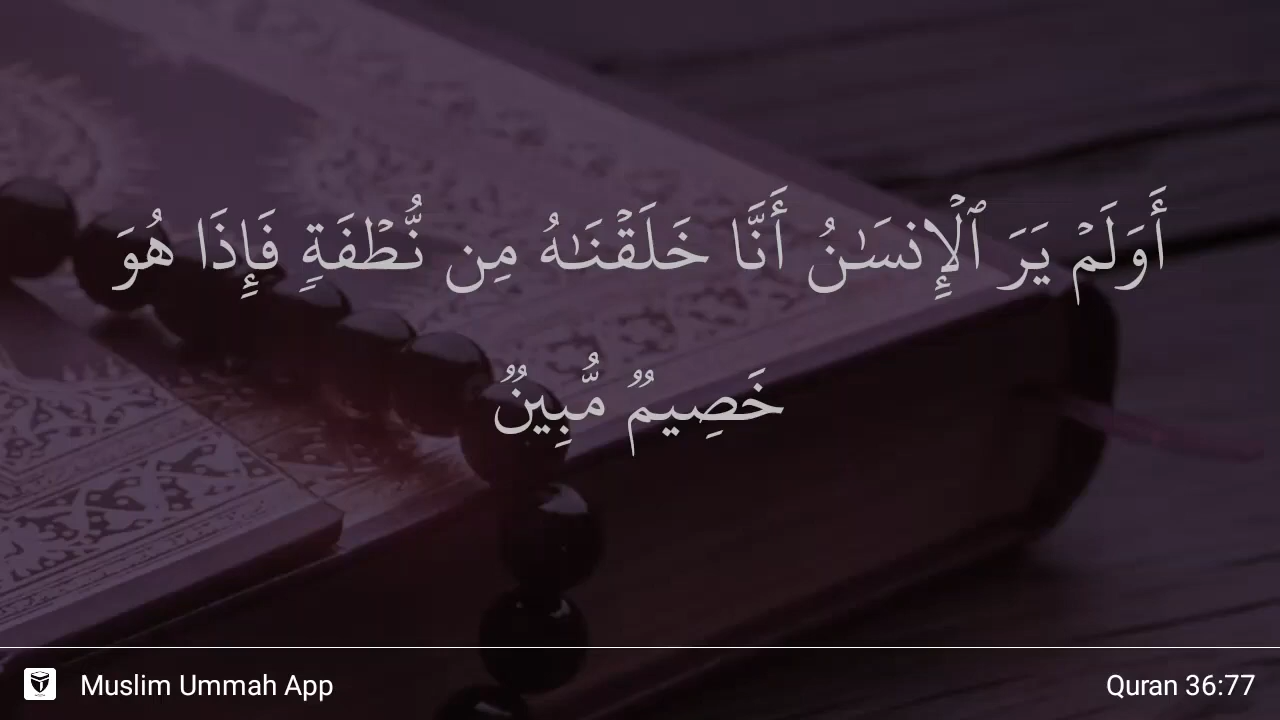 أَوَلَمۡ يَرَ ٱلۡإِنسَٰنُ أَنَّا خَلَقۡنَٰهُ مِن نُّطۡفَةٖ فَإِذَا هُوَ
خَصِيمٞ مُّبِينٞ
Muslim Ummah App
Quran 36:77